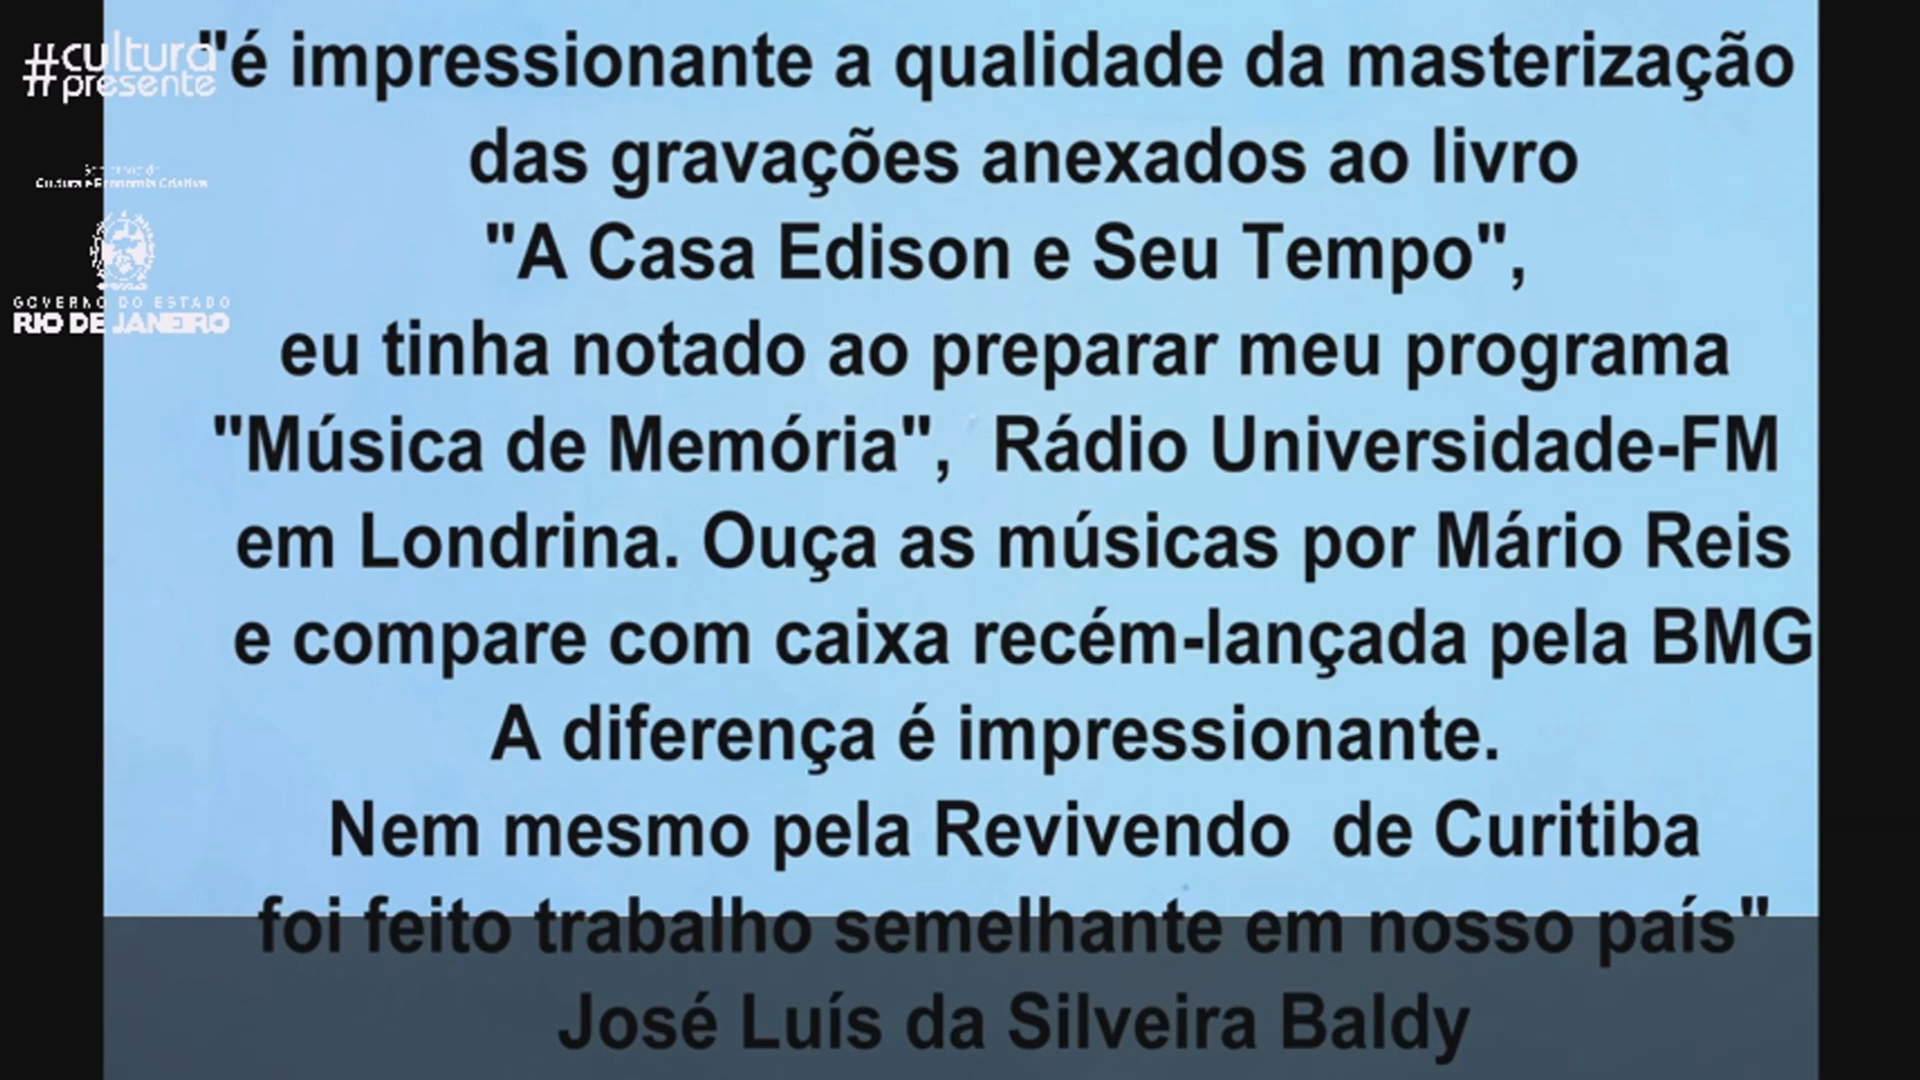 #cultura
#presente
Cultura e Economia Criativa
GOVERNO DO ESTADO
RIO DE JANEIRO
"é impressionante a qualidade da masterização
das gravações anexados ao livro
"A Casa Edison e Seu Tempo",
eu tinha notado ao preparar meu programa
"Música de Memória", Rádio Universidade-FM
em Londrina. Ouça as músicas por Mário Reis
e compare com caixa recém-lançada pela BMG
A diferença é impressionante.
Nem mesmo pela Revivendo de Curitiba
foi feito trabalho semelhante em nosso país"
José Luís da Silveira Baldy